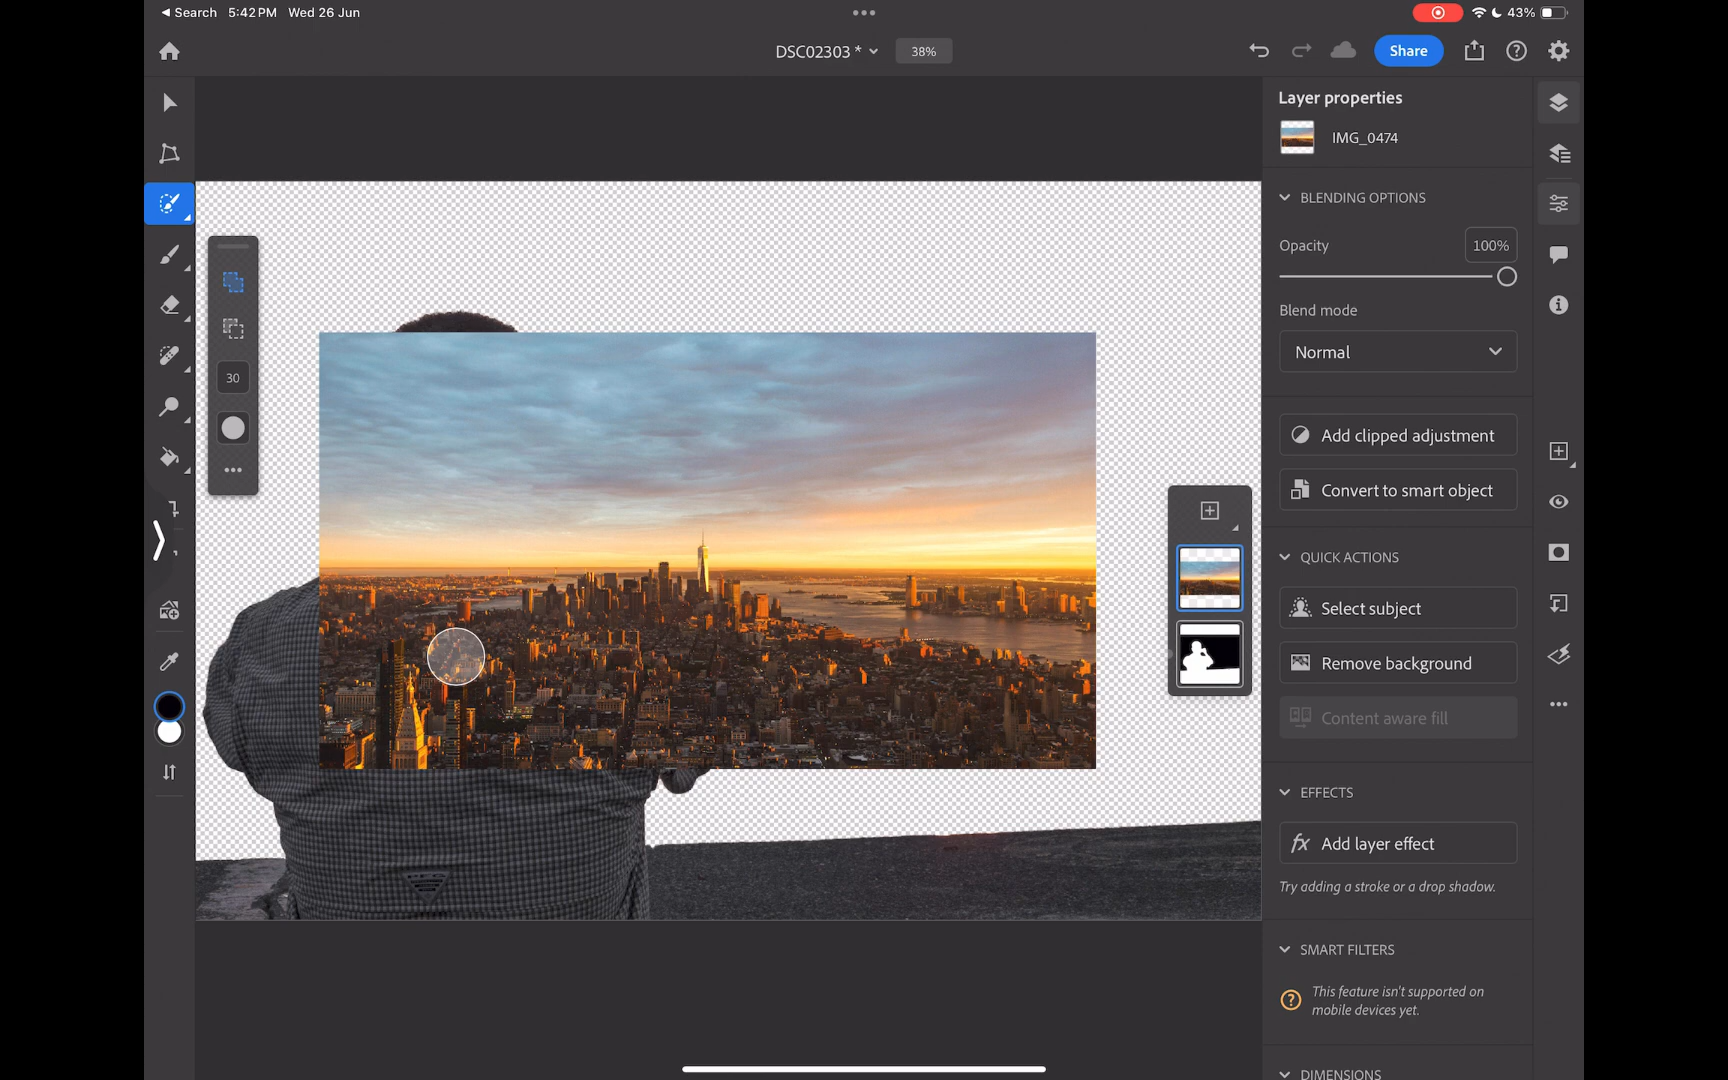 Search 5:42 PM Wed 26 Jun
43%
DSC02303 *
38%
Share
Layer properties
IMG_0474
BLENDING OPTIONS
Opacity
100%
Blend mode
Normal
30
Add clipped adjustment
Convert to smart object
QUICK ACTIONS
Select subject
Remove background
Content aware fill
EFFECTS
fx Add layer effect
Try adding a stroke or a drop shadow.
SMART FILTERS
This feature isn't supported on
mobile devices yet.
DIMENSIONS